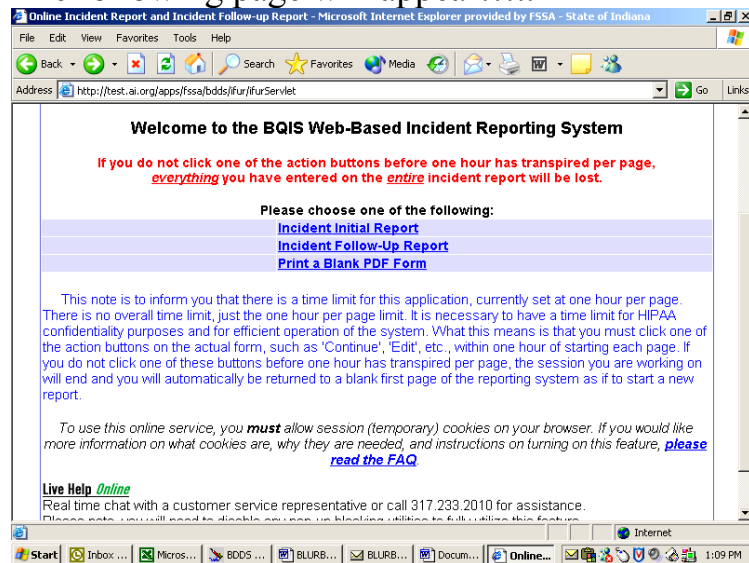 Online Incident Report and Incident Follow-up Report - Microsoft Internet Explorer provided by FSSA - State of Indiana
File Edit View Favorites Tools Help
Back Search Favorites Media
Address http://test.ai.org/apps/fssa/bdds/ifur/ifurServlet Go Links
Welcome to the BQIS Web-Based Incident Reporting System
If you do not click one of the action buttons before one hour has transpired per page,
everything you have entered on the entire incident report will be lost.
Please choose one of the following:
Incident Initial Report
Incident Follow-Up Report
Print a Blank PDF Form
This note is to inform you that there is a time limit for this application, currently set at one hour per page.
There is no overall time limit, just the one hour per page limit. It is necessary to have a time limit for HIPAA
confidentiality purposes and for efficient operation of the system. What this means is that you must click one of
the action buttons on the actual form, such as 'Continue', 'Edit', etc., within one hour of starting each page. If
you do not click one of these buttons before one hour has transpired per page, the session you are working on
will end and you will automatically be returned to a blank first page of the reporting system as if to start a new
report.
To use this online service, you must allow session (temporary) cookies on your browser. If you would like
more information on what cookies are, why they are needed, and instructions on turning on this feature, please
read the FAQ.
Live Help Online
Real time chat with a customer service representative or call 317.233.2010 for assistance.
Internet
Start Inbox ... Micros... BDDS ... BLURB... BLURB... Docum... Online... 1:09 PM